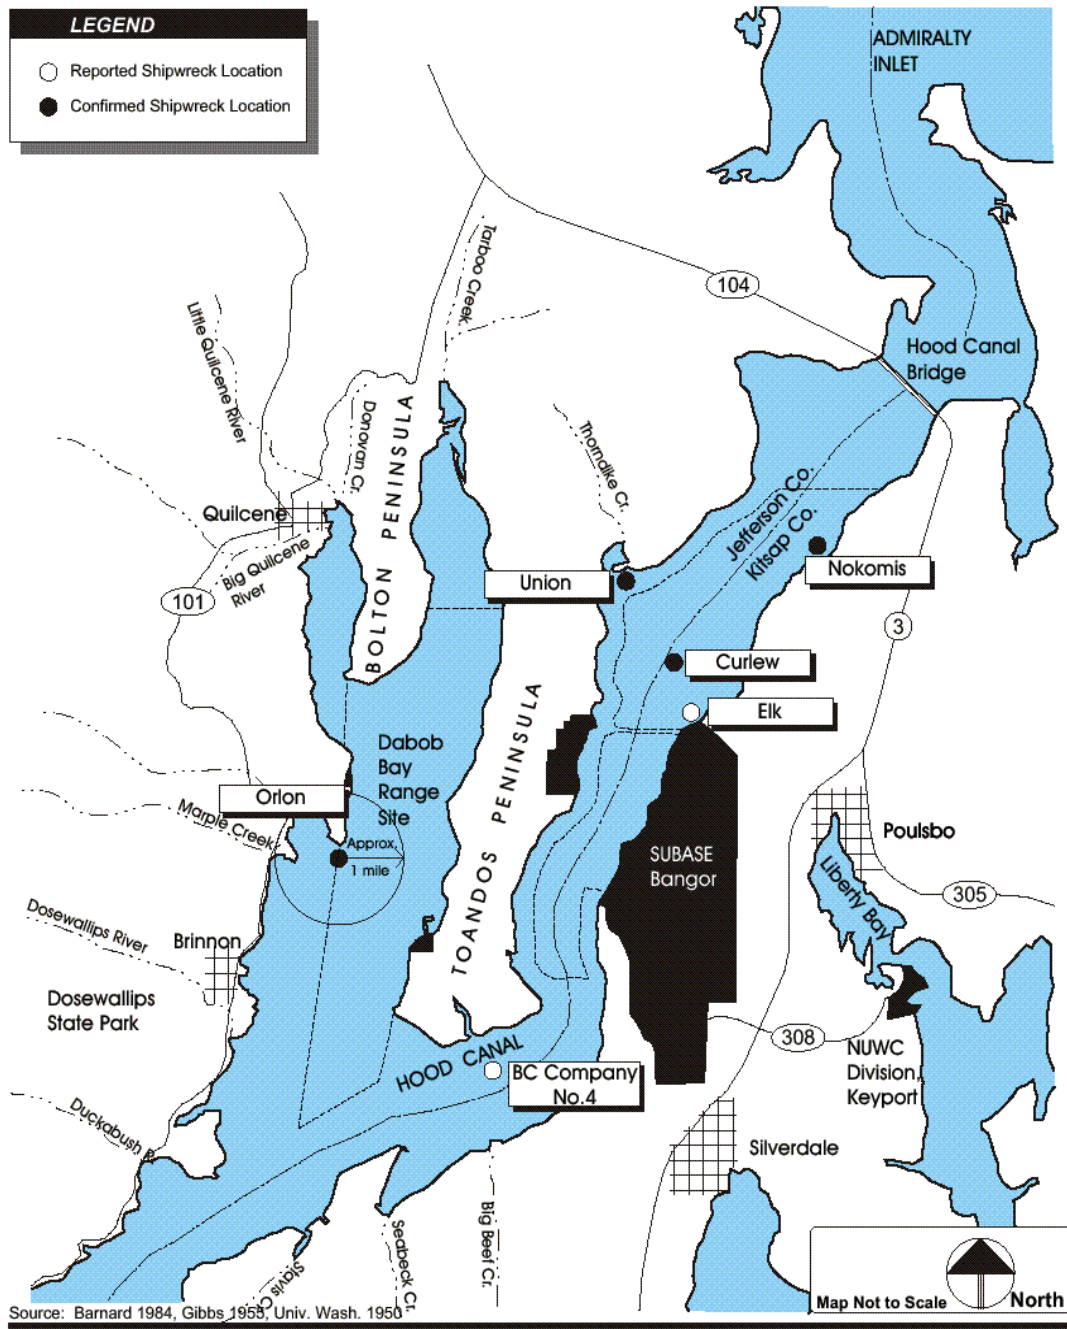 LEGEND
Reported Shipwreck Location
Confirmed Shipwreck Location
ADMIRALTY
INLET
Tarboo Creek
104
Little Quilcene River
Hood Canal
Bridge
Donovan Cr.
BOLTON PENINSULA
Thorndike Cr.
Jefferson Co.
Kitsap Co.
Quilcene
Big Quilcene
River
Union
Nokomis
101
3
Curlew
TOANDOS PENINSULA
Elk
Dabob
Bay
Range
Site
Orlon
Marple Creek
Approx.
1 mile
SUBASE
Bangor
Poulsbo
Liberty Bay
305
Dosewallips River
Brinnon
Dosewallips
State Park
308
HOOD CANAL
NUWC
Division,
Keyport
BC Company
No.4
Duckabush R.
Silverdale
Big Beef Cr.
Seabeck Cr.
Stavis Cr.
Map Not to Scale
North
Source: Barnard 1984, Gibbs 1955, Univ. Wash. 1950